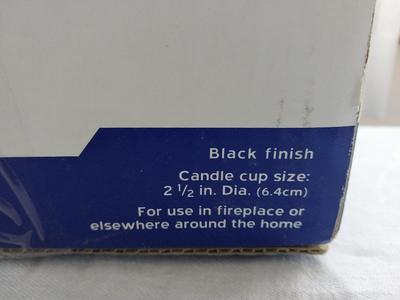 Black finish
Candle cup size:
2 1/2 in. Dia. (6.4cm)
For use in fireplace or
elsewhere around the home